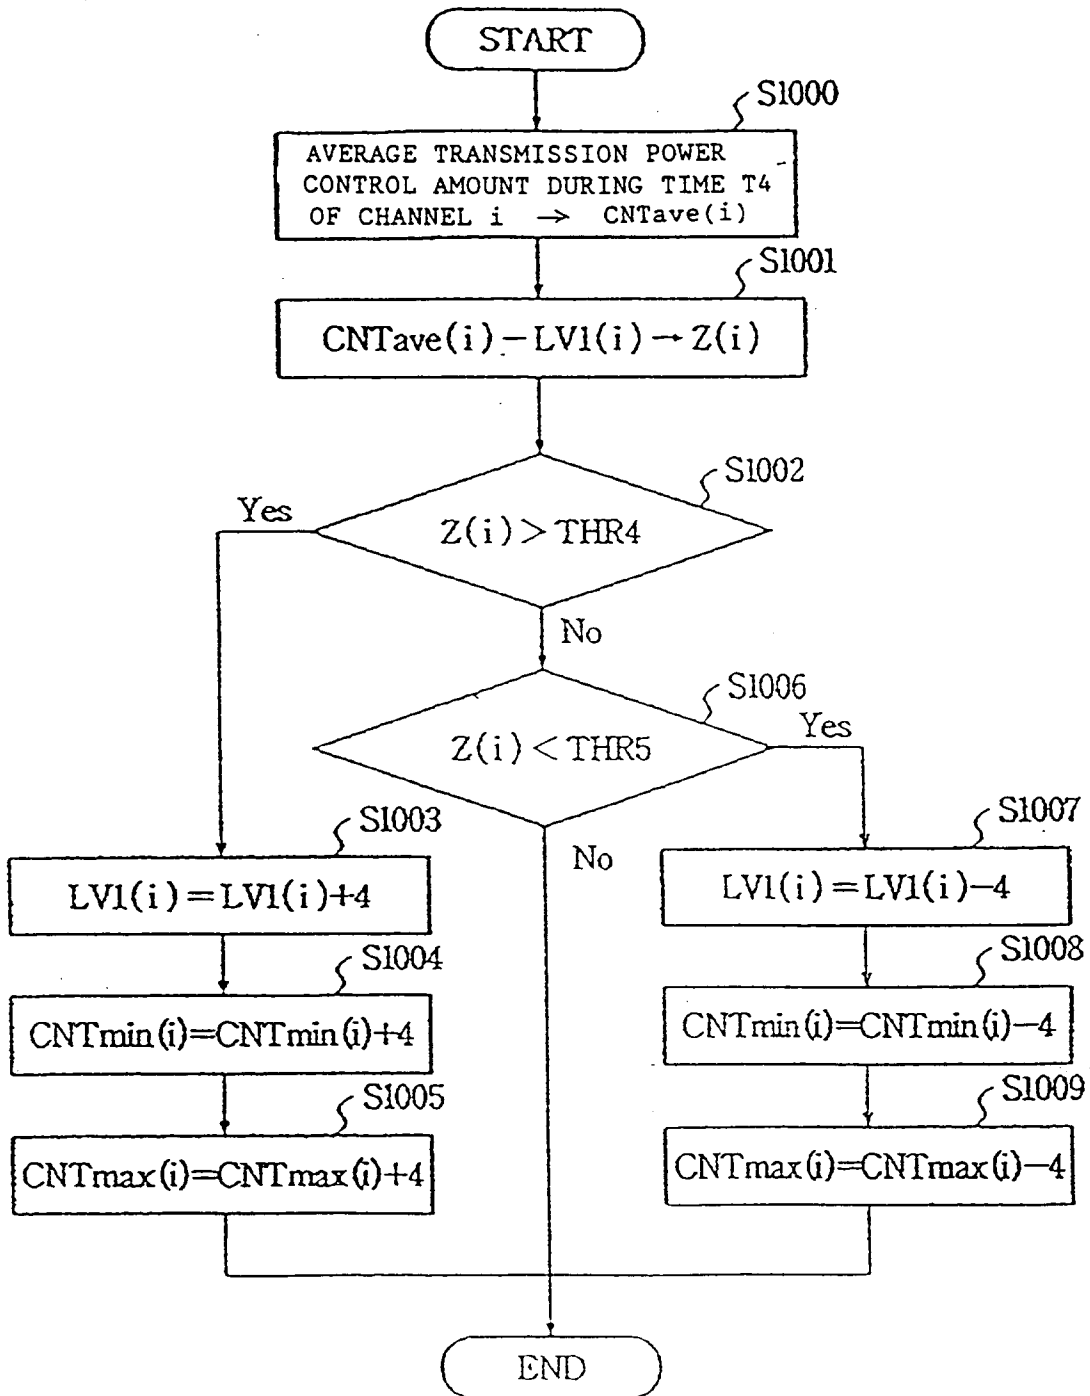 START
S1000
AVERAGE TRANSMISSION POWER
CONTROL AMOUNT DURING TIME T4
OF CHANNEL i → CNTave(i)
S1001
CNTave(i)−LV1(i)→Z(i)
S1002
Yes
Z(i)>THR4
No
S1006
Yes
Z(i)<THR5
No
S1003
LV1(i)=LV1(i)+4
S1004
CNTmin(i)=CNTmin(i)+4
S1005
CNTmax(i)=CNTmax(i)+4
S1007
LV1(i)=LV1(i)−4
S1008
CNTmin(i)=CNTmin(i)−4
S1009
CNTmax(i)=CNTmax(i)−4
END